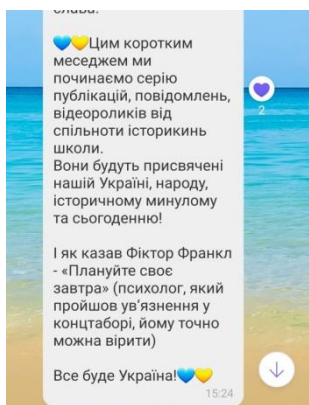 слава!
💙💛Цим коротким
меседжем ми
починаємо серію
публікацій, повідомлень,
відеороликів від
спільноти історикинь
школи.
Вони будуть присвячені
нашій Україні, народу,
історичному минулому
та сьогоденню!
І як казав Фіктор Франкл
- «Плануйте своє
завтра» (психолог, який
пройшов ув'язнення у
концтаборі, йому точно
можна вірити)
Все буде Україна!💙💛
15:24
2